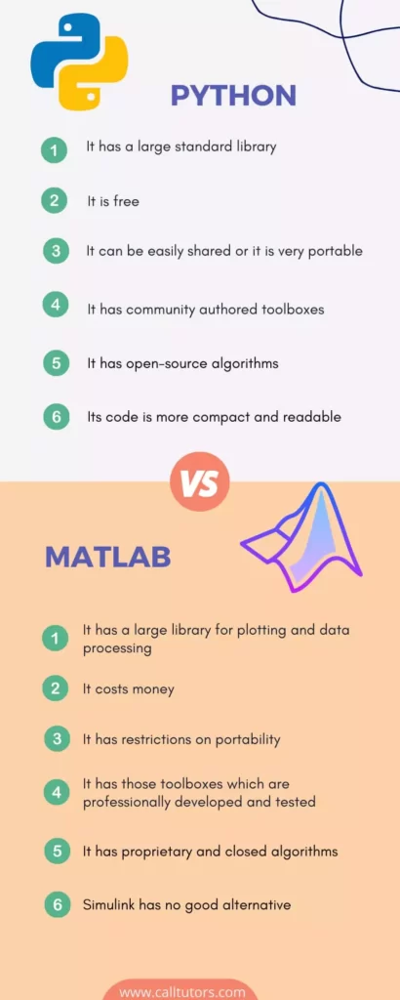 PYTHON
1 It has a large standard library
2 It is free
3 It can be easily shared or it is very portable
4 It has community authored toolboxes
5 It has open-source algorithms
6 Its code is more compact and readable
VS
MATLAB
1 It has a large library for plotting and data
processing
2 It costs money
3 It has restrictions on portability
4 It has those toolboxes which are
professionally developed and tested
5 It has proprietary and closed algorithms
6 Simulink has no good alternative
www.calltutors.com